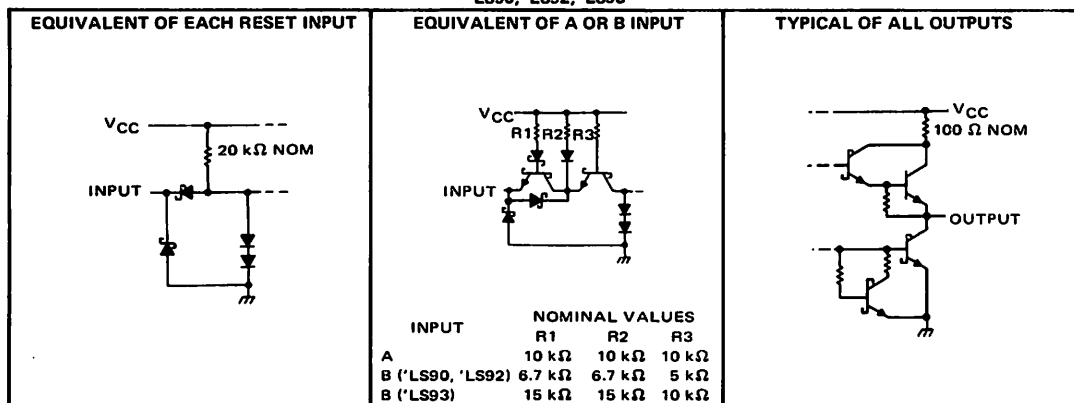 EQUIVALENT OF EACH RESET INPUT
VCC
20 kΩ NOM
INPUT
EQUIVALENT OF A OR B INPUT
VCC
R1 R2 R3
INPUT
NOMINAL VALUES
INPUT R1 R2 R3
A 10 kΩ 10 kΩ 10 kΩ
B ('LS90, 'LS92) 6.7 kΩ 6.7 kΩ 5 kΩ
B ('LS93) 15 kΩ 15 kΩ 10 kΩ
TYPICAL OF ALL OUTPUTS
VCC
100 Ω NOM
OUTPUT